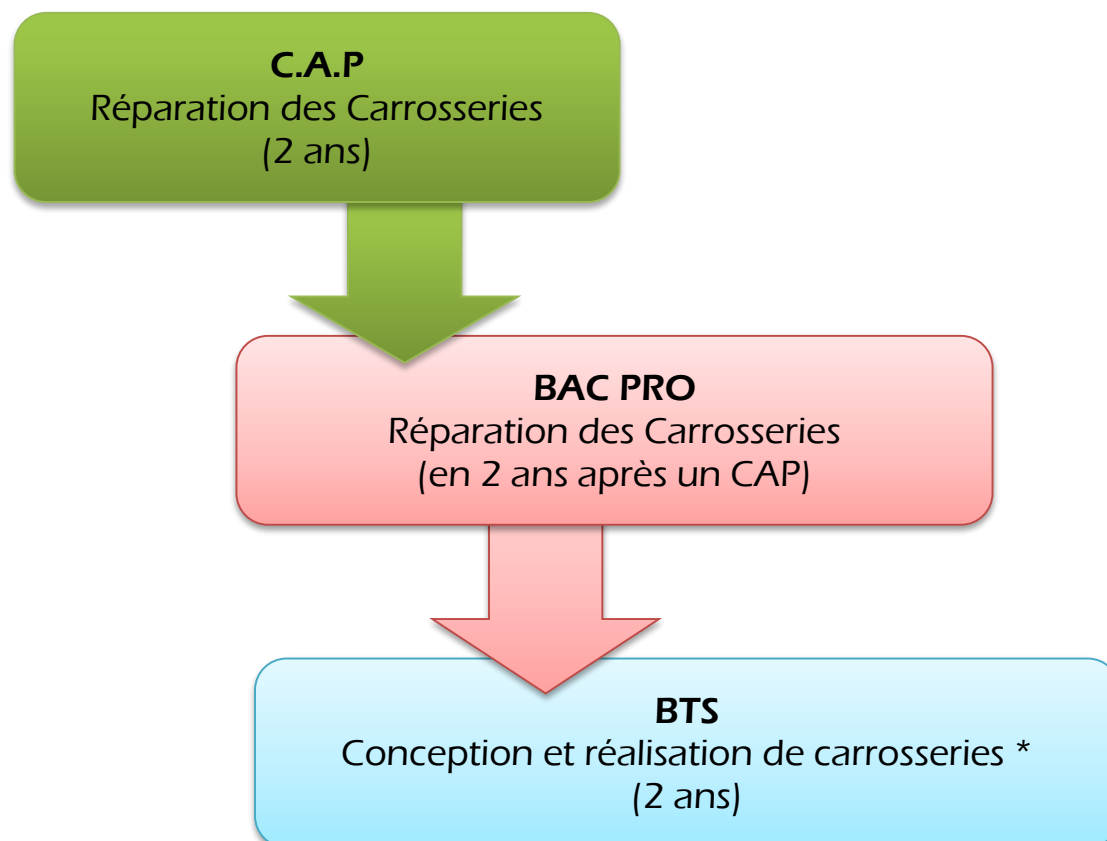 C.A.P
Réparation des Carrosseries
(2 ans)
BAC PRO
Réparation des Carrosseries
(en 2 ans après un CAP)
BTS
Conception et réalisation de carrosseries *
(2 ans)